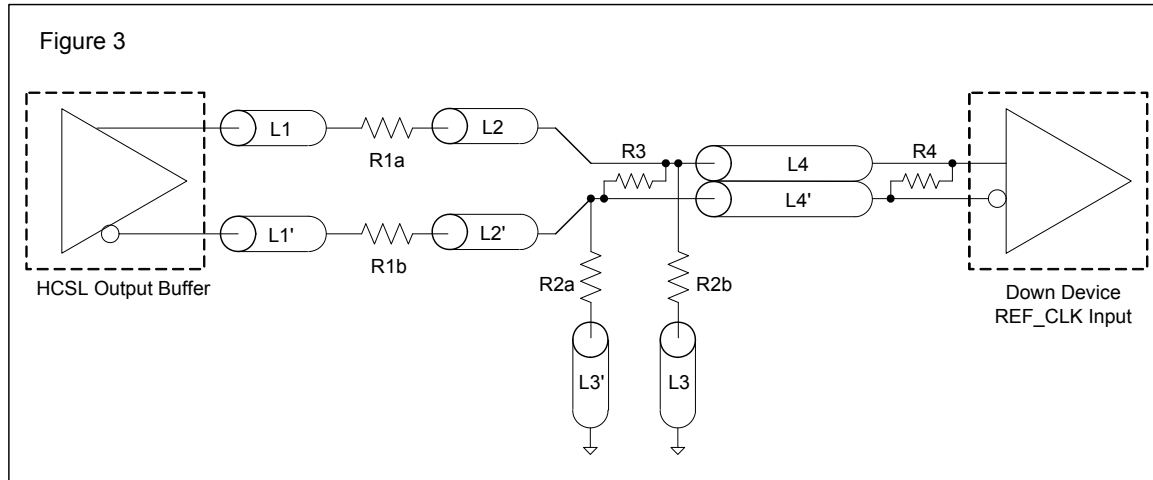 Figure 3
L1
R1a
L2
R3
L4
R4
L4'
L1'
R1b
L2'
HCSL Output Buffer
R2a
R2b
Down Device
REF_CLK Input
L3'
L3